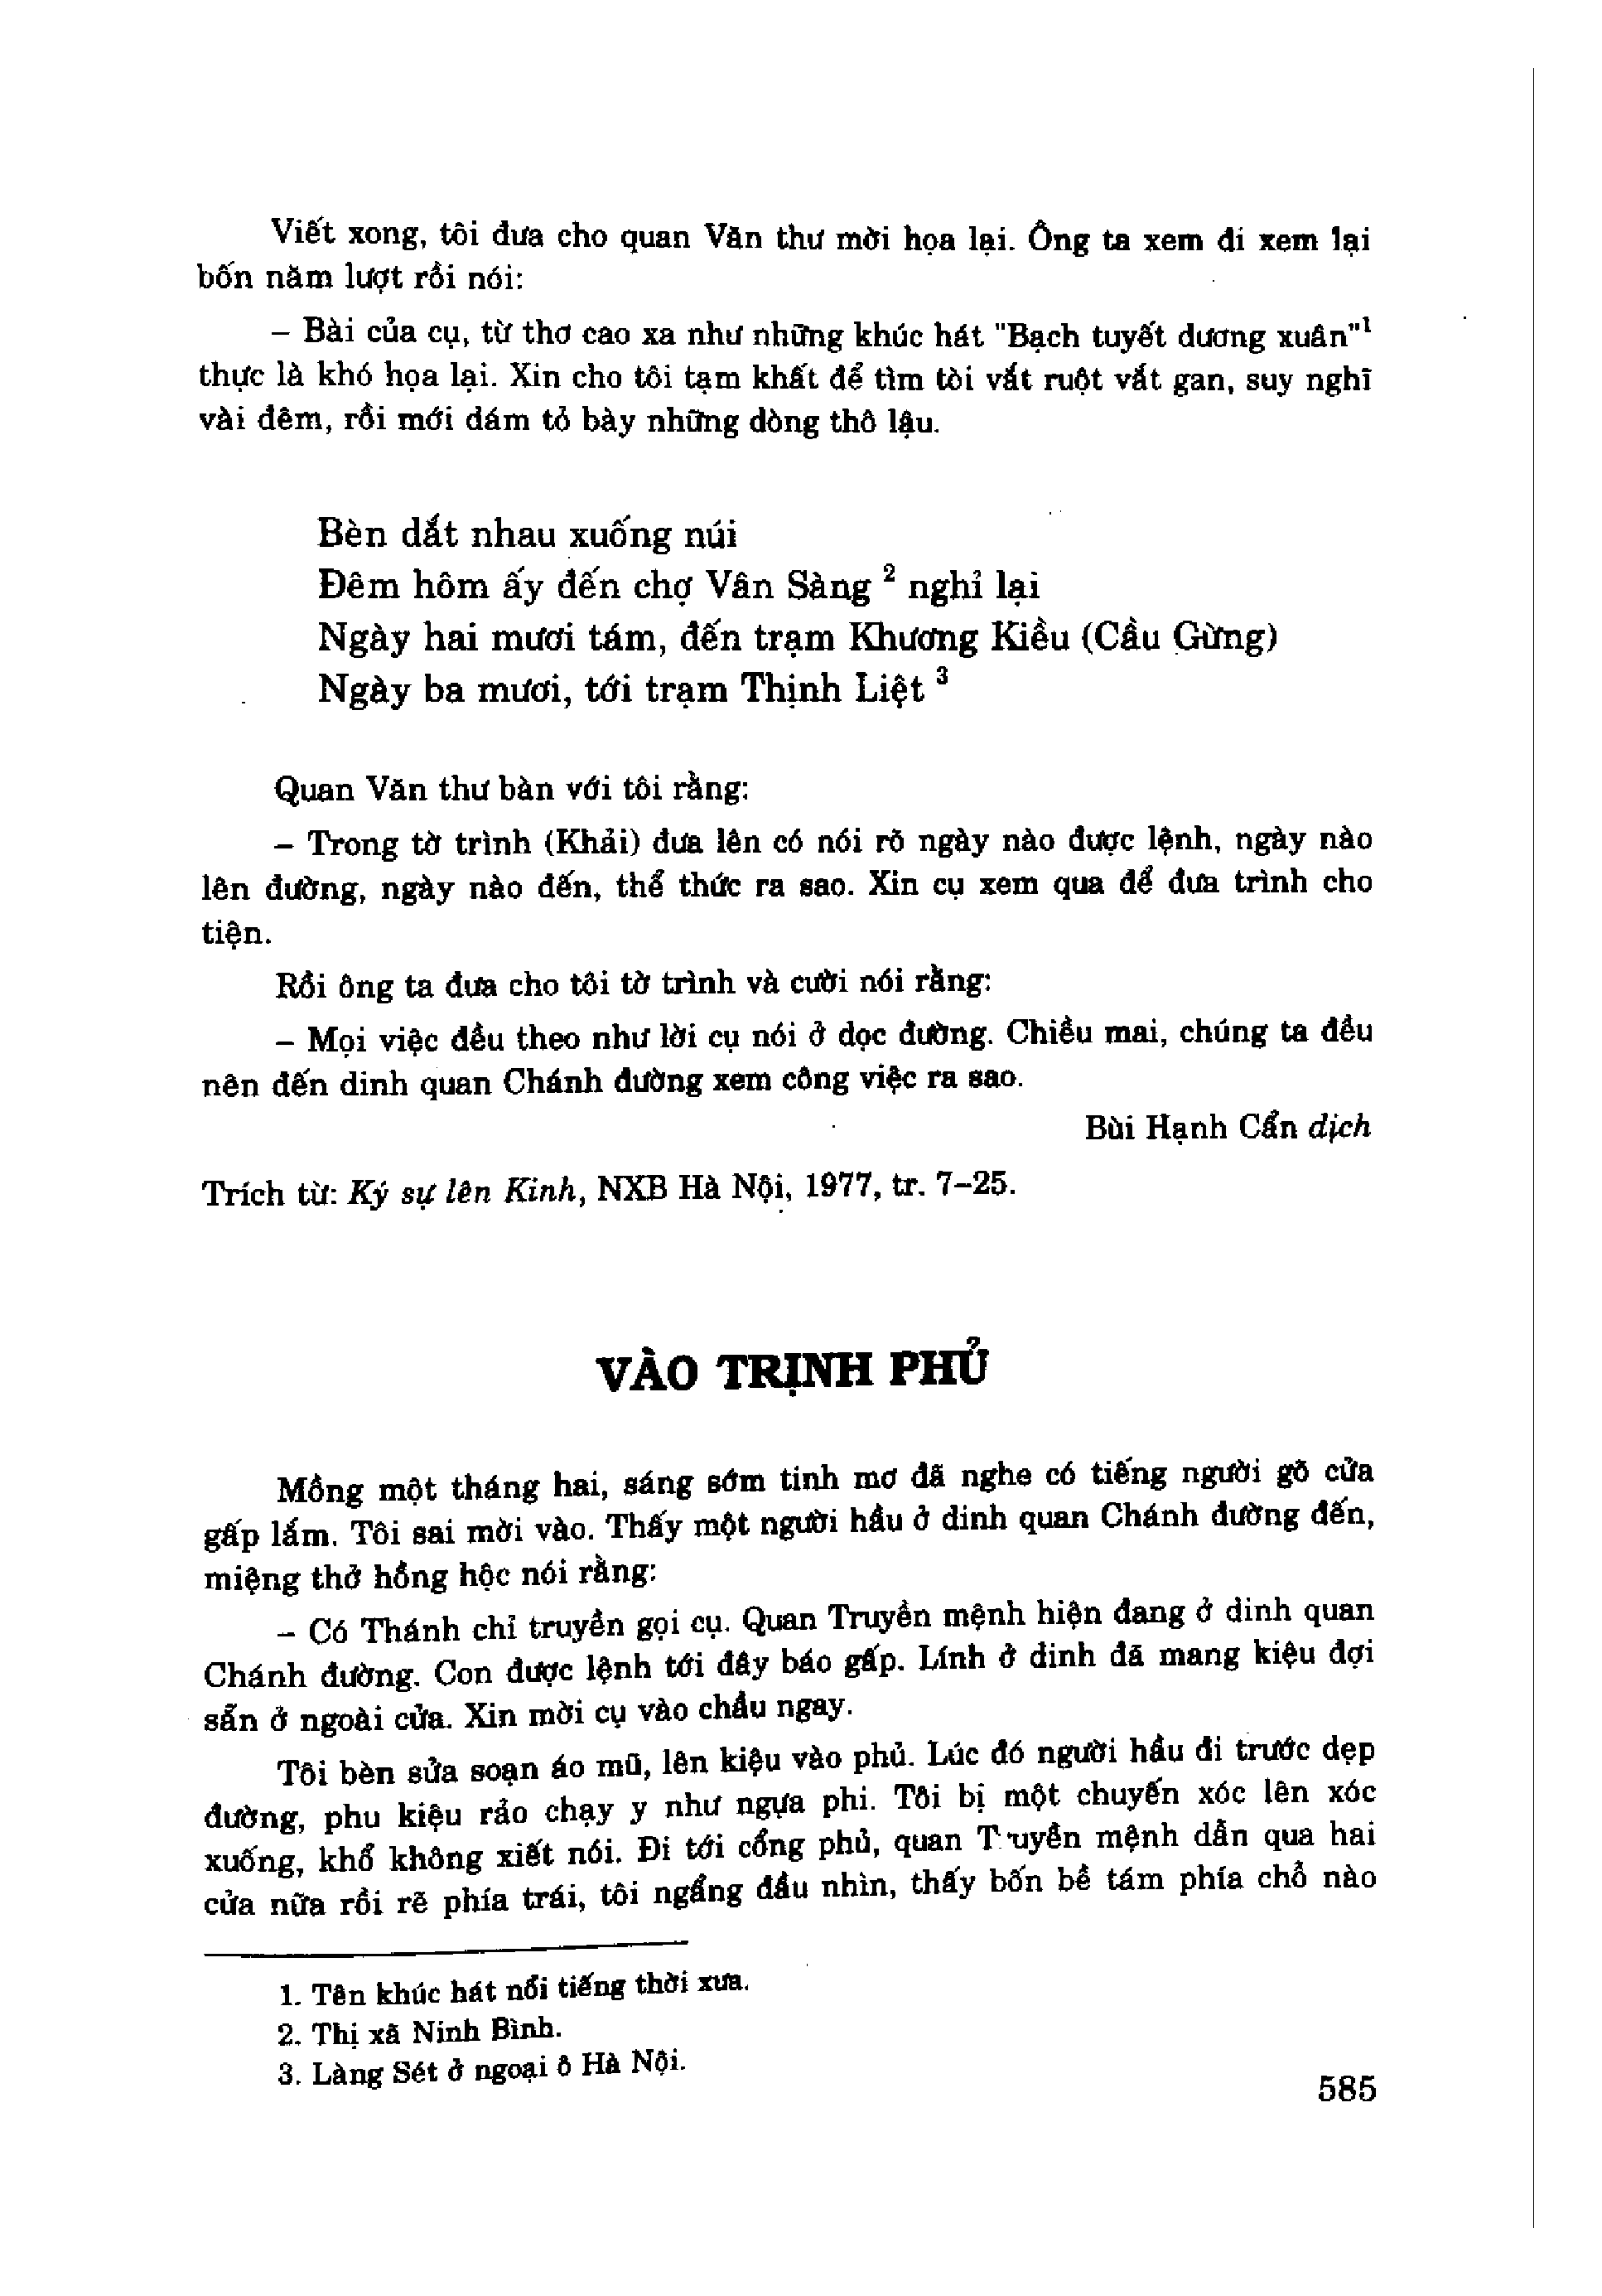 Viết xong, tôi đưa cho quan Văn thư mời họa lại. Ông ta xem đi xem lại
bốn năm lượt rồi nói:
– Bài của cụ, từ thơ cao xa như những khúc hát "Bạch tuyết dương xuân"¹
thực là khó họa lại. Xin cho tôi tạm khất để tìm tòi vắt ruột vắt gan, suy nghĩ
vài đêm, rồi mới dám tỏ bày những dòng thô lậu.
Bèn dắt nhau xuống núi
Đêm hôm ấy đến chợ Vân Sàng ² nghỉ lại
Ngày hai mươi tám, đến trạm Khương Kiều (Cầu Gừng)
Ngày ba mươi, tới trạm Thịnh Liệt ³
Quan Văn thư bàn với tôi rằng:
– Trong tờ trình (Khải) đưa lên có nói rõ ngày nào được lệnh, ngày nào
lên đường, ngày nào đến, thể thức ra sao. Xin cụ xem qua để đưa trình cho
tiện.
Rồi ông ta đưa cho tôi tờ trình và cười nói rằng:
– Mọi việc đều theo như lời cụ nói ở dọc đường. Chiều mai, chúng ta đều
nên đến dinh quan Chánh đường xem công việc ra sao.
Bùi Hạnh Cẩn dịch
Trích từ: Ký sự lên Kinh, NXB Hà Nội, 1977, tr. 7–25.
VÀO TRỊNH PHỦ
Mồng một tháng hai, sáng sớm tinh mơ đã nghe có tiếng người gõ cửa
gấp lắm. Tôi sai mời vào. Thấy một người hầu ở dinh quan Chánh đường đến,
miệng thở hồng hộc nói rằng:
– Có Thánh chỉ truyền gọi cụ. Quan Truyền mệnh hiện đang ở dinh quan
Chánh đường. Con được lệnh tới đây báo gấp. Lính ở dinh đã mang kiệu đợi
sẵn ở ngoài cửa. Xin mời cụ vào chầu ngay.
Tôi bèn sửa soạn áo mũ, lên kiệu vào phủ. Lúc đó người hầu đi trước dẹp
đường, phu kiệu rảo chạy y như ngựa phi. Tôi bị một chuyến xóc lên xóc
xuống, khổ không xiết nói. Đi tới cổng phủ, quan Truyền mệnh dẫn qua hai
cửa nữa rồi rẽ phía trái, tôi ngẩng đầu nhìn, thấy bốn bề tám phía chỗ nào
1. Tên khúc hát nổi tiếng thời xưa.
2. Thị xã Ninh Bình.
3. Làng Sét ở ngoại ô Hà Nội.
585